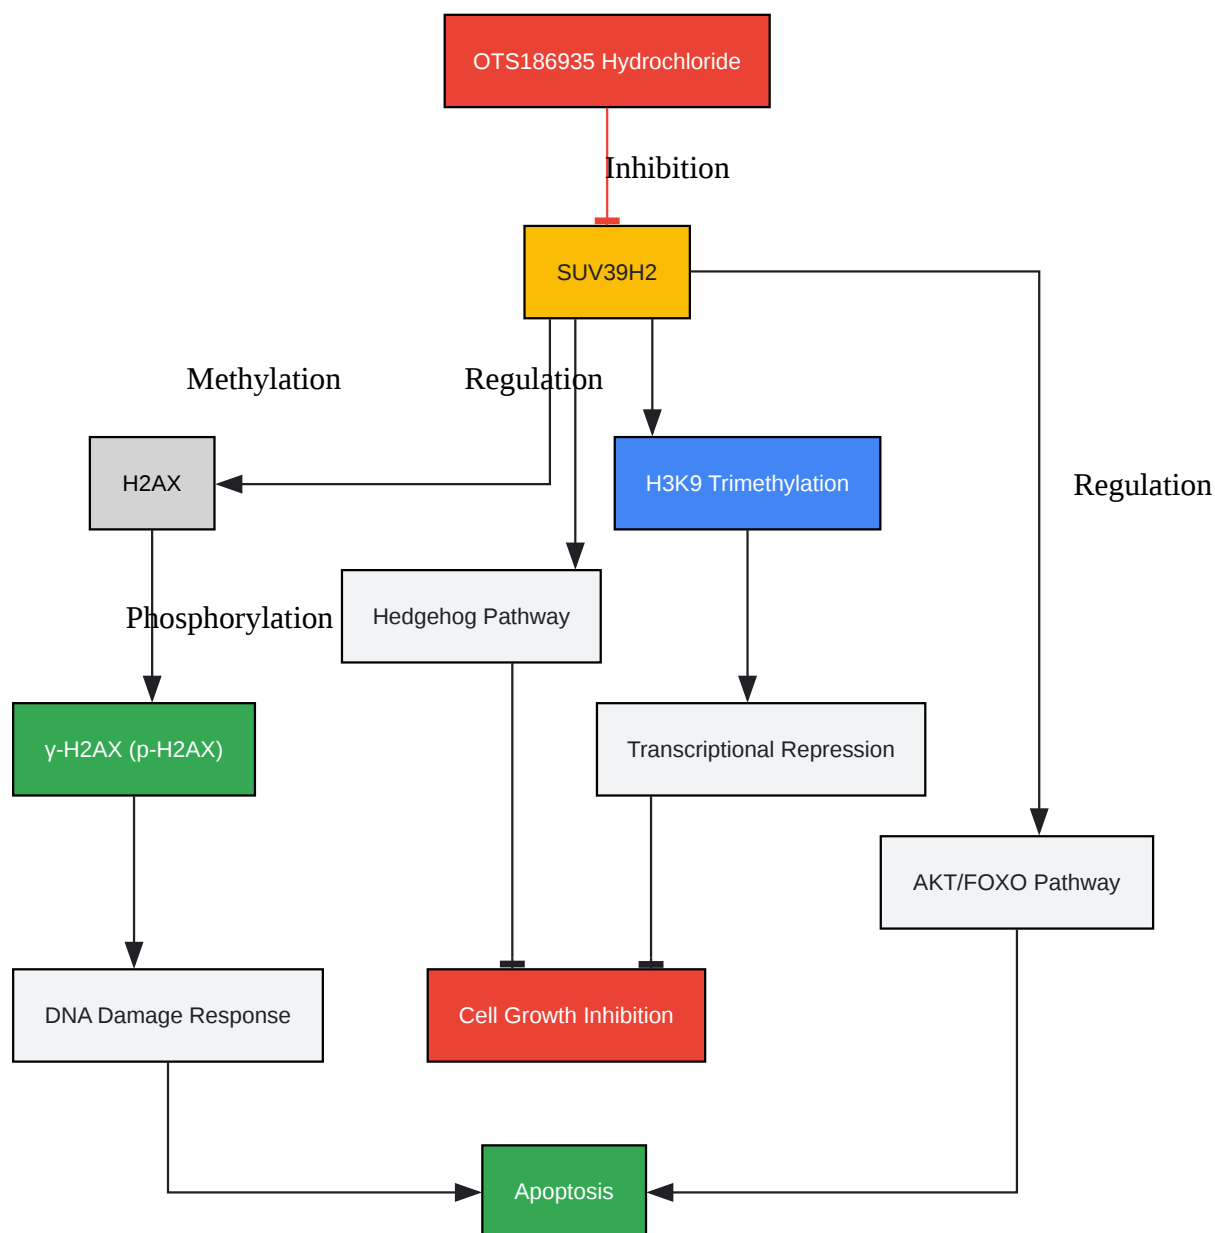 OTS186935 Hydrochloride
Inhibition
SUV39H2
Methylation
Regulation
H2AX
H3K9 Trimethylation
Regulation
Phosphorylation
Hedgehog Pathway
γ-H2AX (p-H2AX)
Transcriptional Repression
AKT/FOXO Pathway
DNA Damage Response
Cell Growth Inhibition
Apoptosis